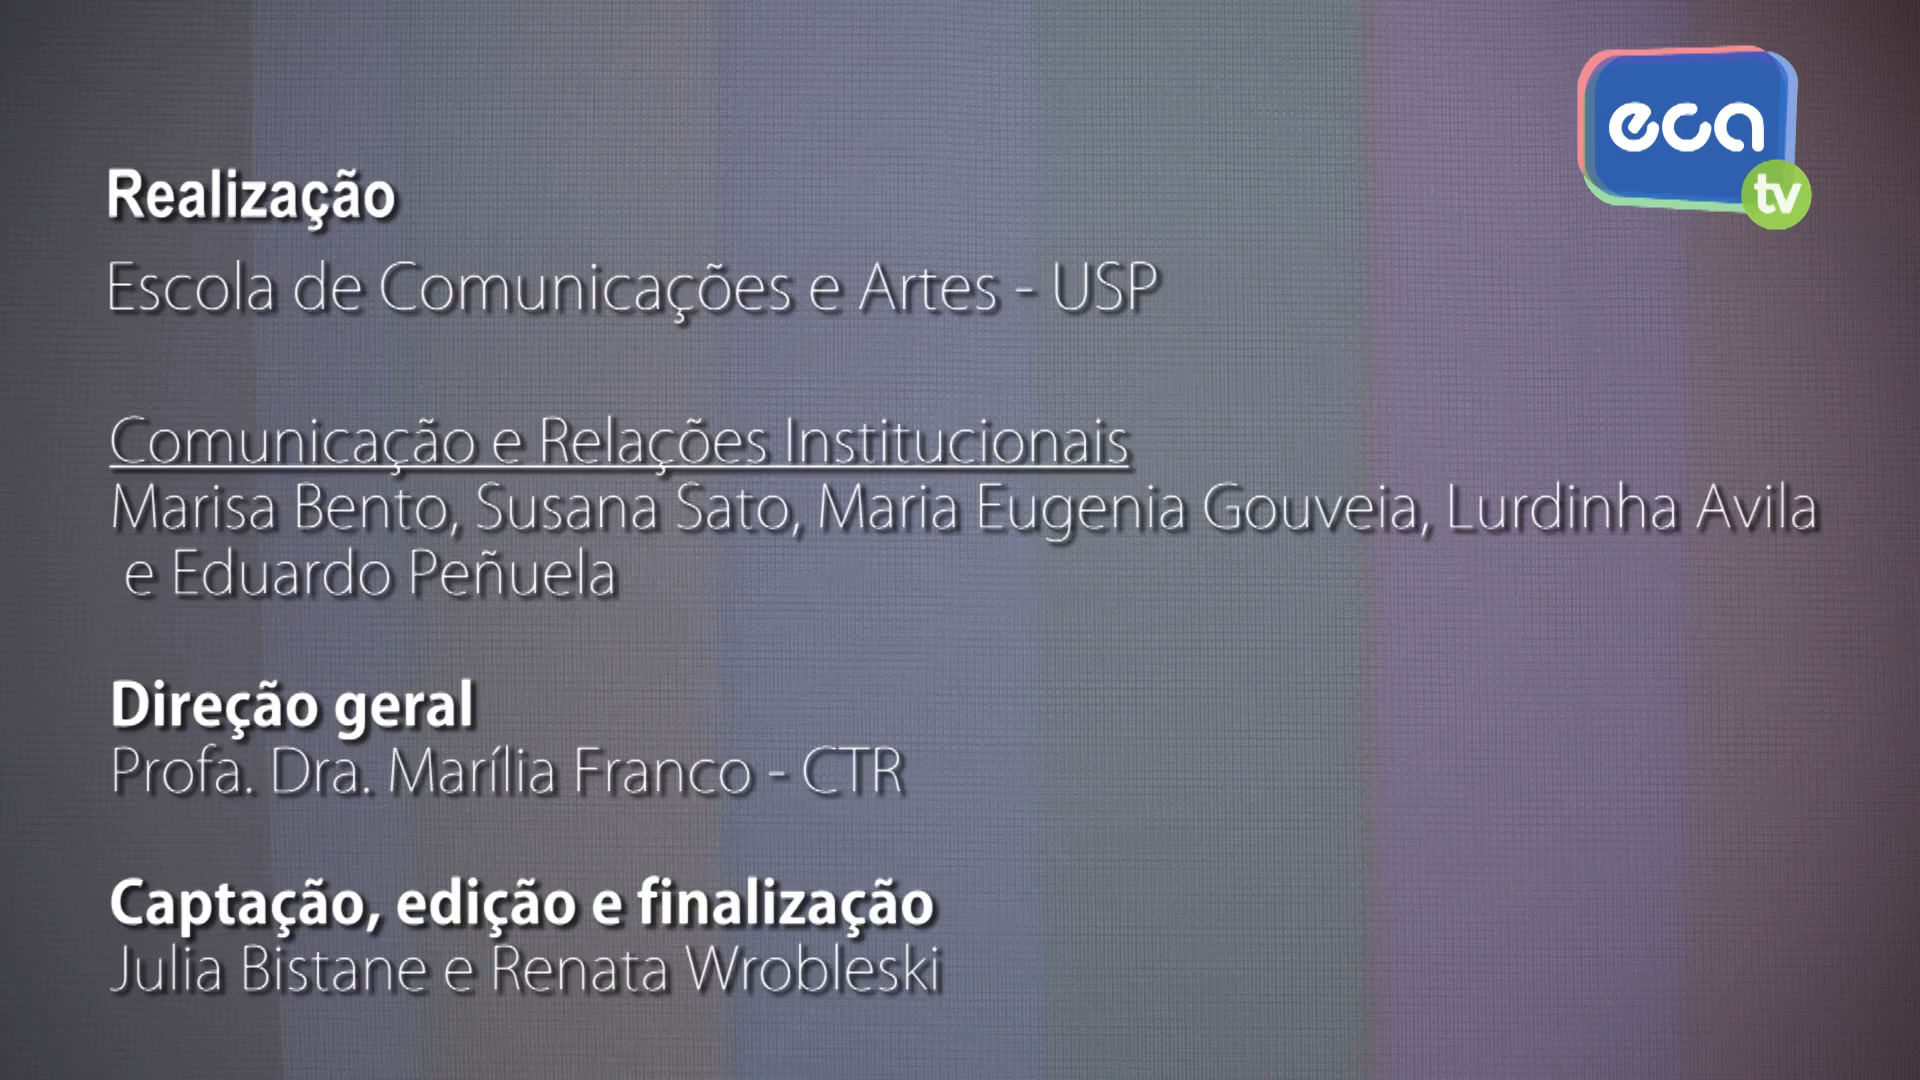 eca
tv
Realização
Escola de Comunicações e Artes - USP
Comunicação e Relações Institucionais
Marisa Bento, Susana Sato, Maria Eugenia Gouveia, Lurdinha Avila
e Eduardo Peñuela
Direção geral
Profa. Dra. Marília Franco - CTR
Captação, edição e finalização
Julia Bistane e Renata Wrobleski